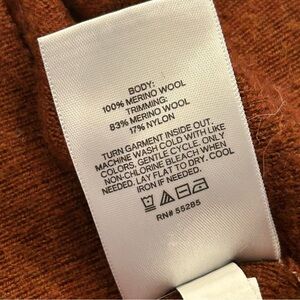 BODY:
100% MERINO WOOL
TRIMMING:
83% MERINO WOOL
17% NYLON
TURN GARMENT INSIDE OUT.
MACHINE WASH COLD WITH LIKE
COLORS, GENTLE CYCLE. ONLY
NON-CHLORINE BLEACH WHEN
NEEDED. LAY FLAT TO DRY. COOL
IRON IF NEEDED.
RN# 55285